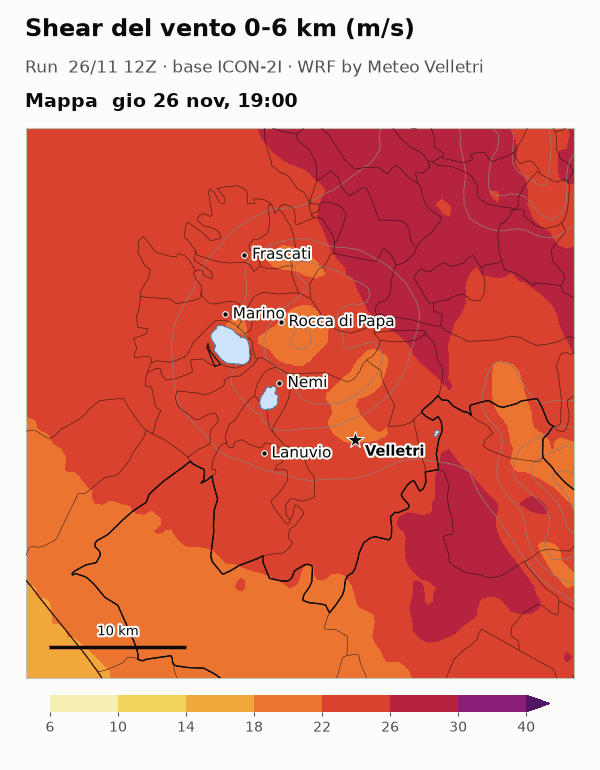 Shear del vento 0-6 km (m/s)
Run  26/11 12Z · base ICON-2I · WRF by Meteo Velletri
Mappa  gio 26 nov, 19:00
Frascati
Marino
Rocca di Papa
Nemi
Velletri
Lanuvio
10 km
6 10 14 18 22 26 30 40